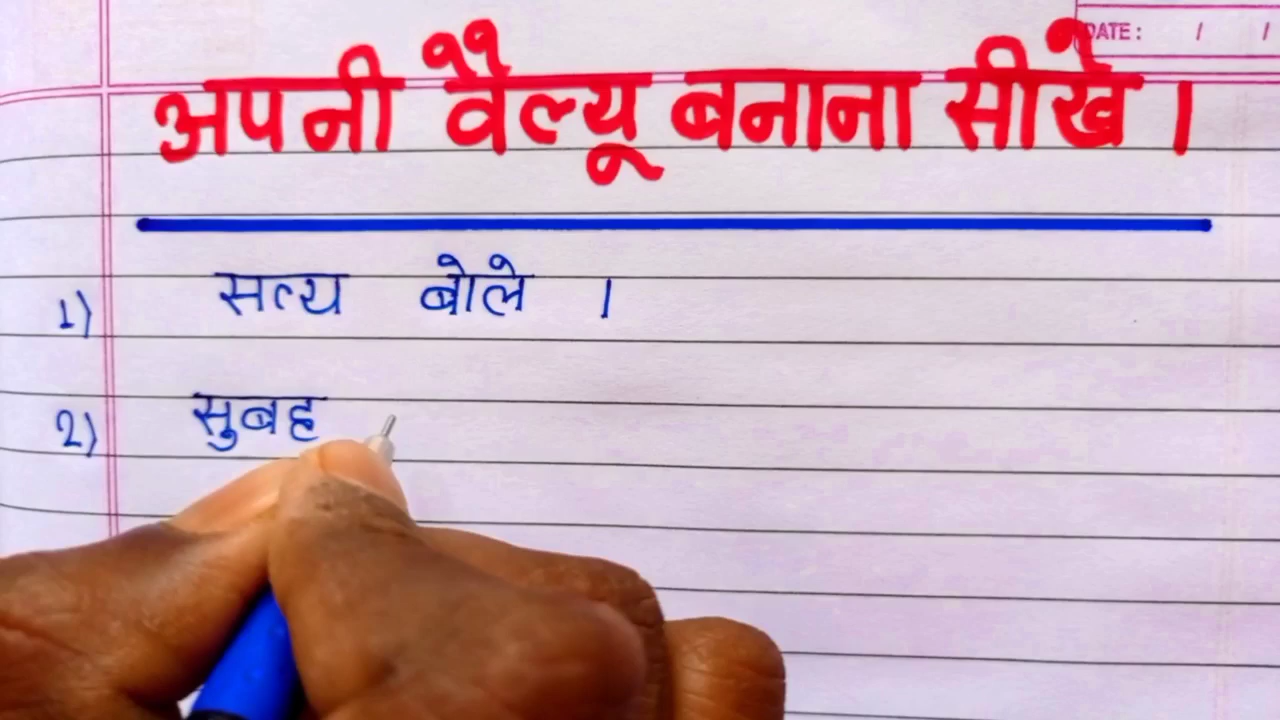 DATE: / /
अपनी वैल्यू बनाना सीखे ।
1) सत्य बोले ।
2) सुबह